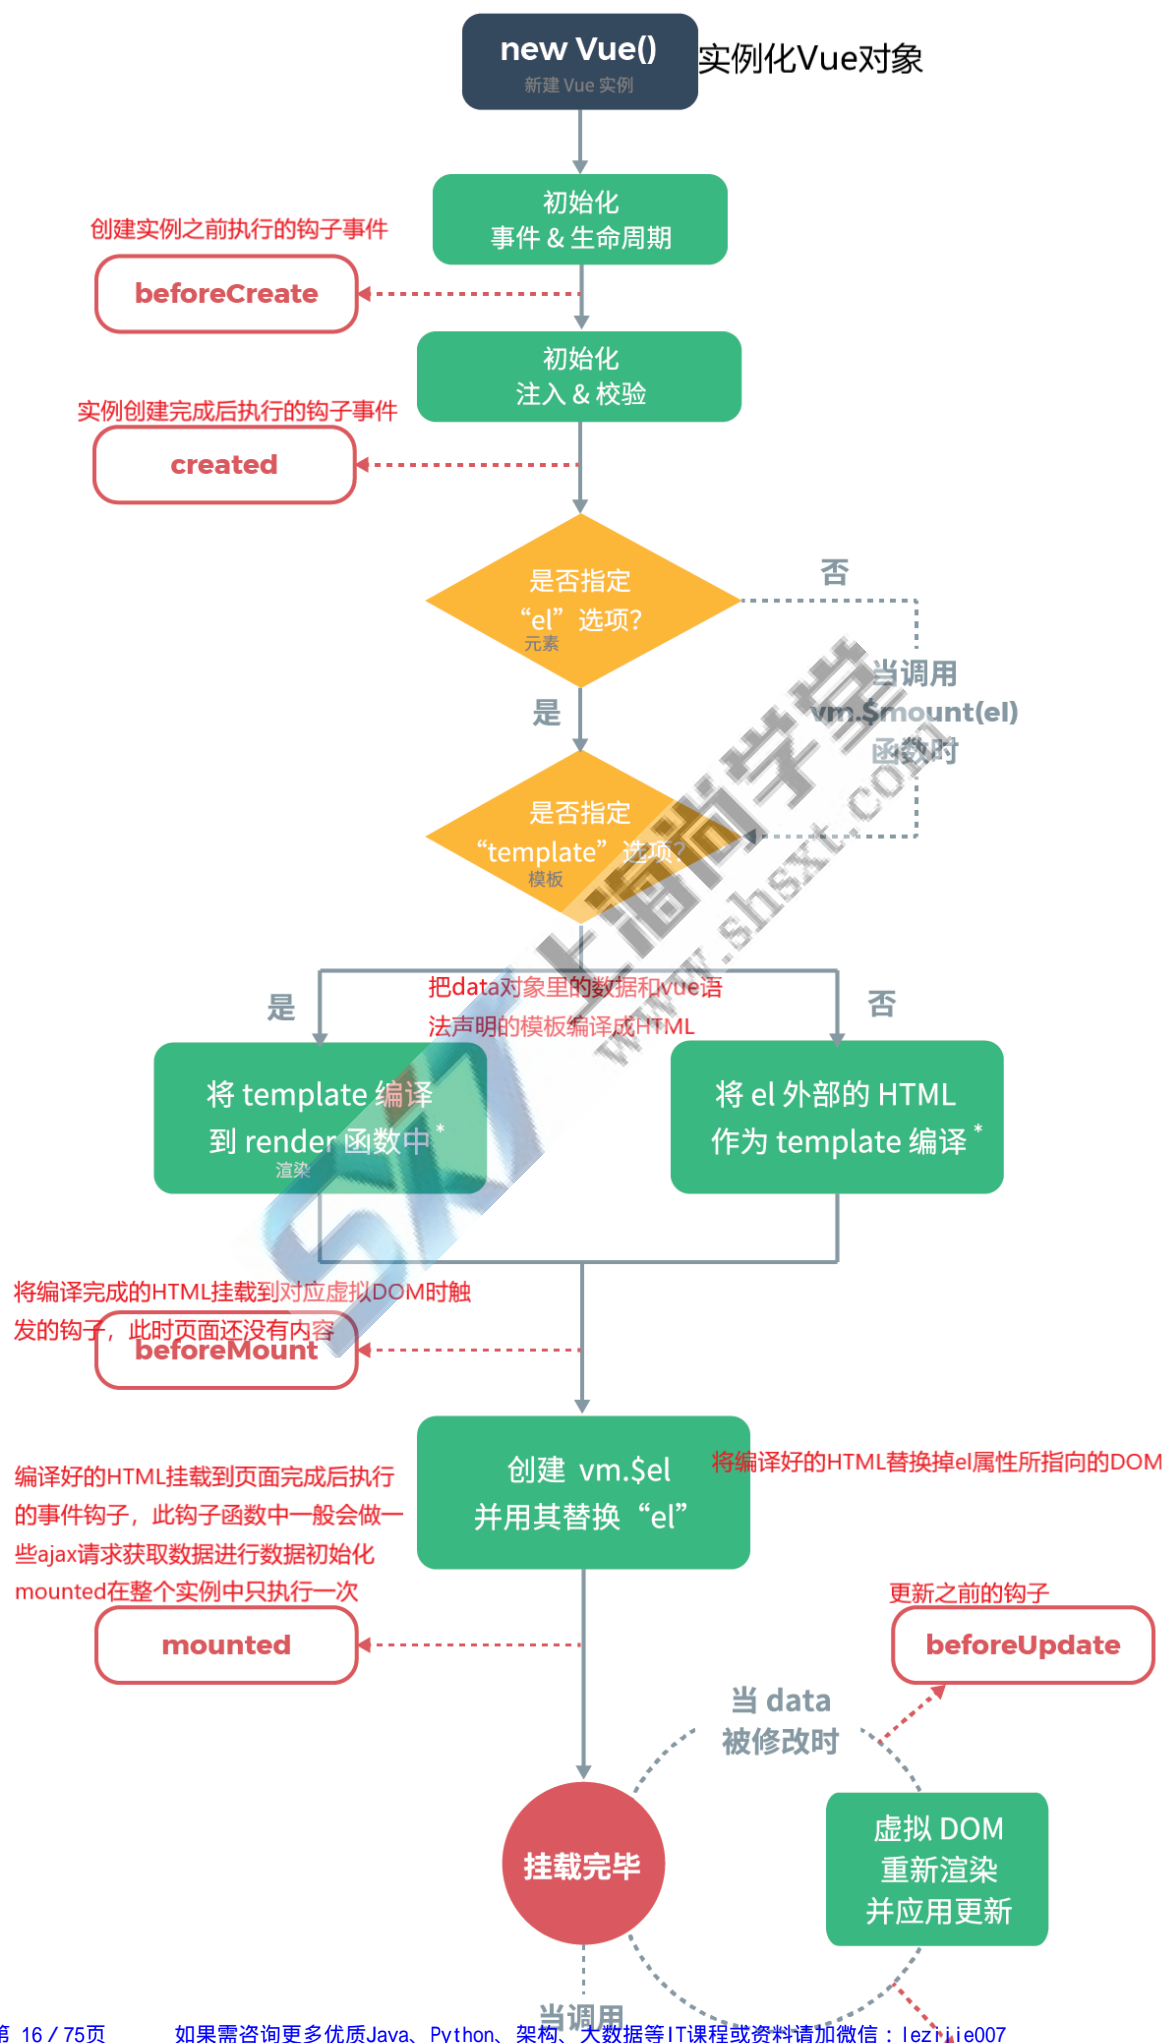 new Vue()
新建 Vue 实例
实例化Vue对象
初始化
事件 & 生命周期
创建实例之前执行的钩子事件
beforeCreate
初始化
注入 & 校验
实例创建完成后执行的钩子事件
created
是否指定
“el”选项?
元素
否
当调用
vm.$mount(el)
函数时
是
是否指定
“template”选项?
模板
上海尚学堂
www.shsxt.com
SXT
把data对象里的数据和vue语
法声明的模板编译成HTML
是
否
将 template 编译
到 render 函数中*
渲染
将 el 外部的 HTML
作为 template 编译*
将编译完成的HTML挂载到对应虚拟DOM时触
发的钩子，此时页面还没有内容
beforeMount
创建 vm.$el
并用其替换“el”
将编译好的HTML替换掉el属性所指向的DOM
编译好的HTML挂载到页面完成后执行
的事件钩子，此钩子函数中一般会做一
些ajax请求获取数据进行数据初始化
mounted在整个实例中只执行一次
mounted
更新之前的钩子
beforeUpdate
当 data
被修改时
挂载完毕
虚拟 DOM
重新渲染
并应用更新
当调用
第 16 / 75页 如果需咨询更多优质Java、Python、架构、大数据等IT课程或资料请加微信：lezijie007